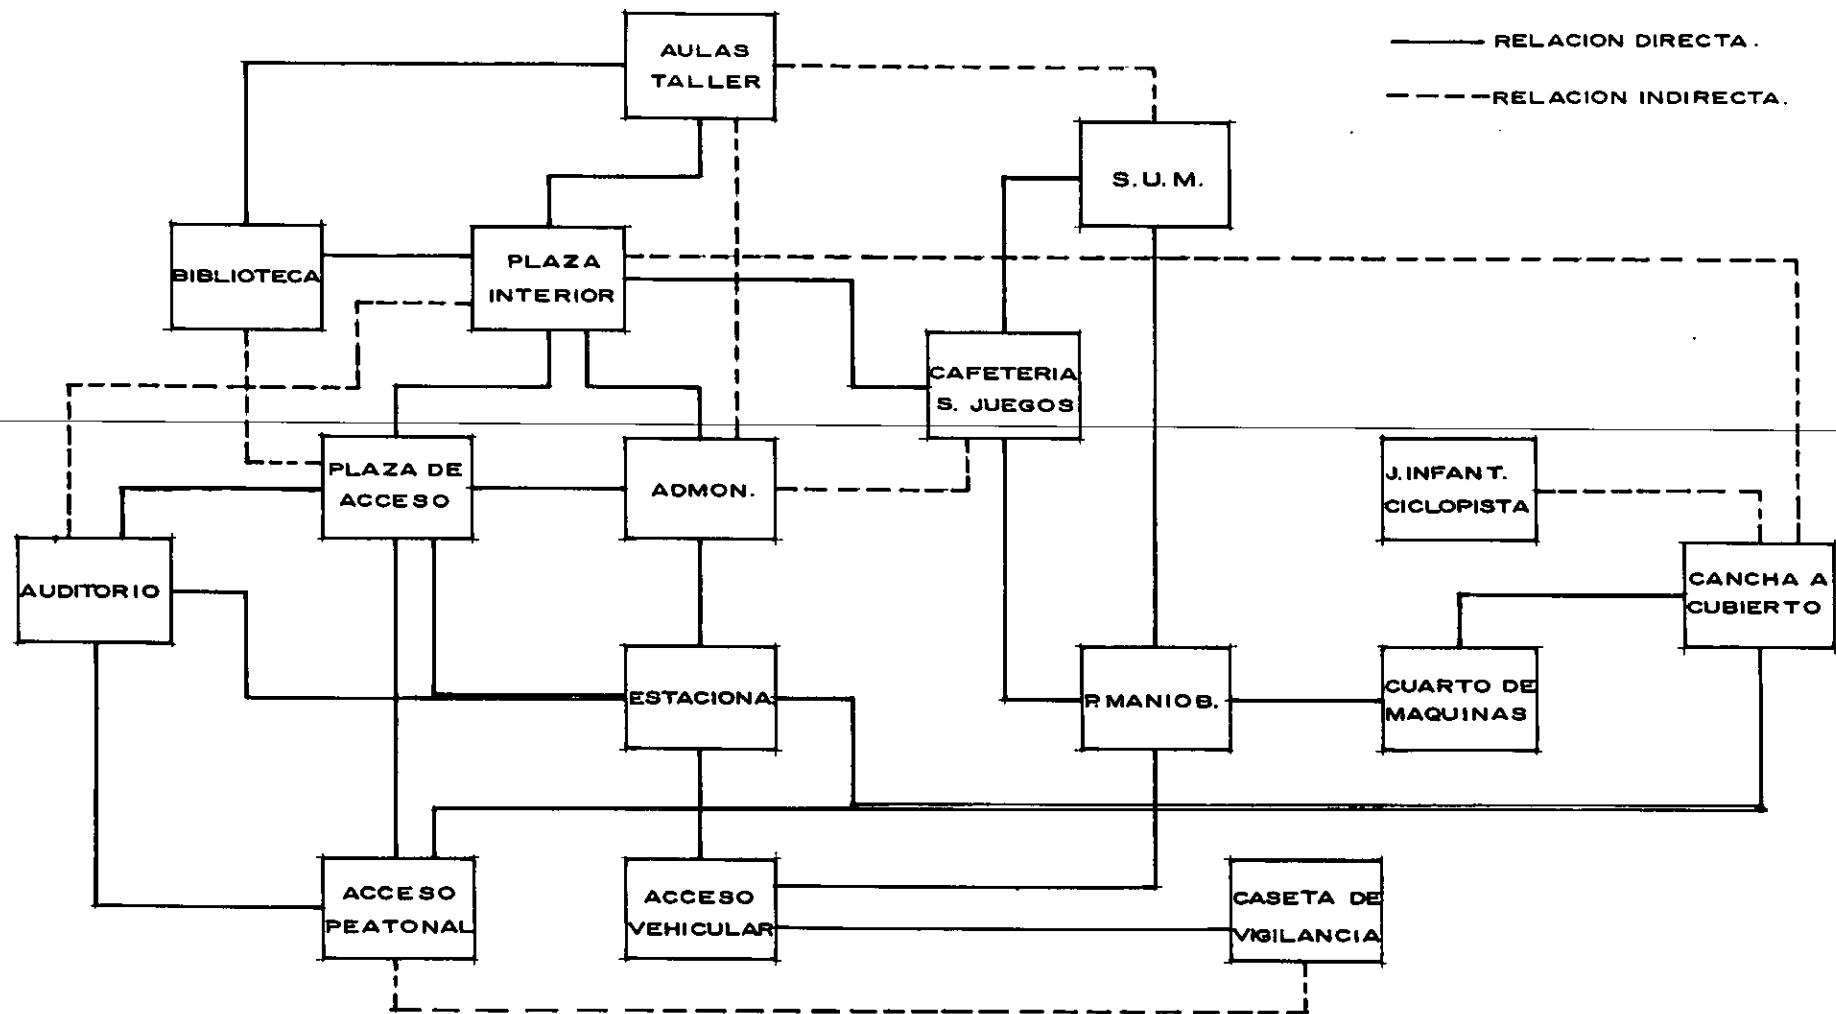 AULAS
TALLER
RELACION DIRECTA.
RELACION INDIRECTA.
S.U.M.
BIBLIOTECA
PLAZA
INTERIOR
CAFETERIA
S. JUEGOS
PLAZA DE
ACCESO
ADMON.
J.INFANT.
CICLOPISTA
AUDITORIO
CANCHA A
CUBIERTO
ESTACIONA.
P.MANIOB.
CUARTO DE
MAQUINAS
ACCESO
PEATONAL
ACCESO
VEHICULAR
CASETA DE
VIGILANCIA